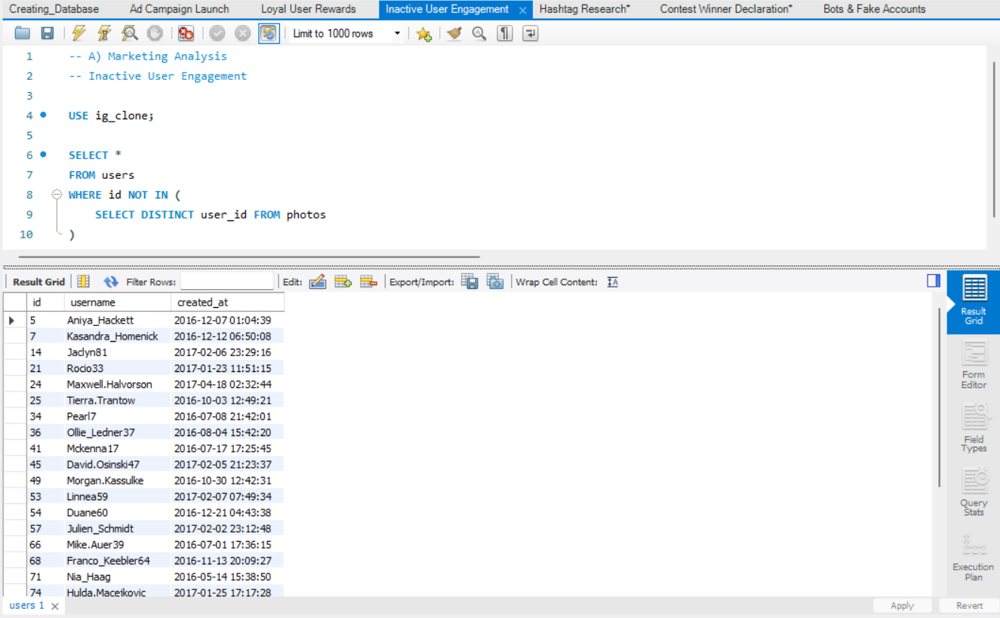 Creating_Database Ad Campaign Launch Loyal User Rewards Inactive User Engagement Hashtag Research* Contest Winner Declaration* Bots & Fake Accounts
Limit to 1000 rows
1 -- A) Marketing Analysis
2 -- Inactive User Engagement
3
4 USE ig_clone;
5
6 SELECT *
7 FROM users
8 WHERE id NOT IN (
9 SELECT DISTINCT user_id FROM photos
10 )
Result Grid Filter Rows: Edit: Export/Import: Wrap Cell Content:
id username created_at
5 Aniya_Hackett 2016-12-07 01:04:39
7 Kasandra_Homenick 2016-12-12 06:50:08
14 Jaclyn81 2017-02-06 23:29:16
21 Rocio33 2017-01-23 11:51:15
24 Maxwell.Halvorson 2017-04-18 02:32:44
25 Tierra.Trantow 2016-10-03 12:49:21
34 Pearl7 2016-07-08 21:42:01
36 Ollie_Ledner37 2016-08-04 15:42:20
41 Mckenna17 2016-07-17 17:25:45
45 David.Osinski47 2017-02-05 21:23:37
49 Morgan.Kassulke 2016-10-30 12:42:31
53 Linnea59 2017-02-07 07:49:34
54 Duane60 2016-12-21 04:43:38
57 Julien_Schmidt 2017-02-02 23:12:48
66 Mike.Auer39 2016-07-01 17:36:15
68 Franco_Keebler64 2016-11-13 20:09:27
71 Nia_Haag 2016-05-14 15:38:50
74 Hulda.Macejkovic 2017-01-25 17:17:28
Result
Grid
Form
Editor
Field
Types
Query
Stats
Execution
Plan
users 1 Apply Revert